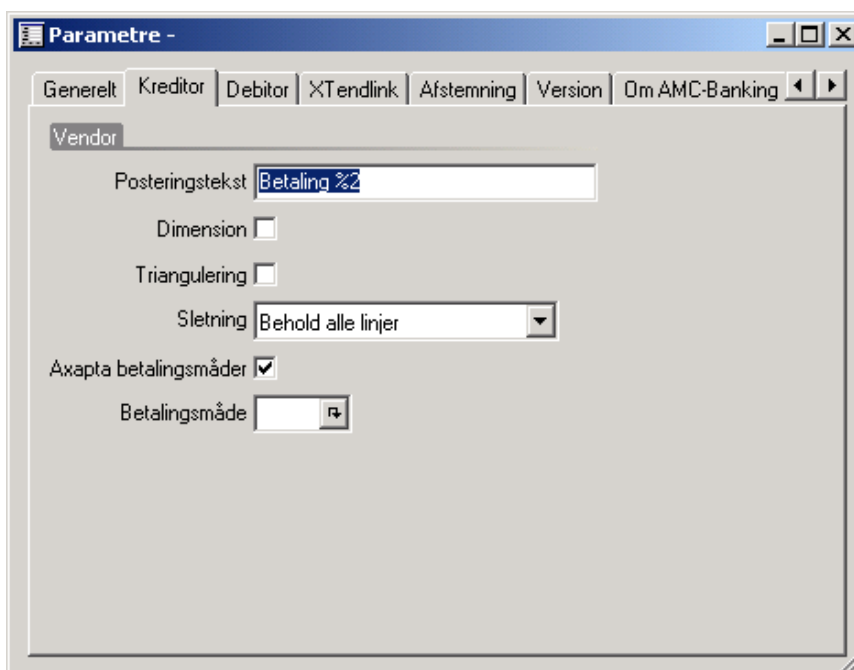 Parametre -
Generelt Kreditor Debitor XTendlink Afstemning Version Om AMC-Banking
Vendor
Posteringstekst Betaling %2
Dimension
Triangulering
Sletning Behold alle linjer
Axapta betalingsmåder
Betalingsmåde